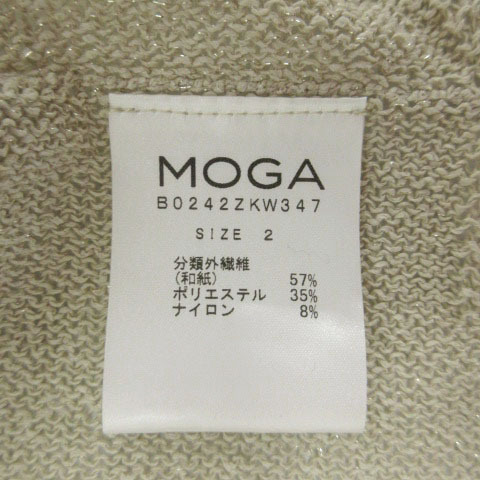 MOGA
B0242ZKW347
SIZE 2
分類外繊維
(和紙) 57%
ポリエステル 35%
ナイロン 8%